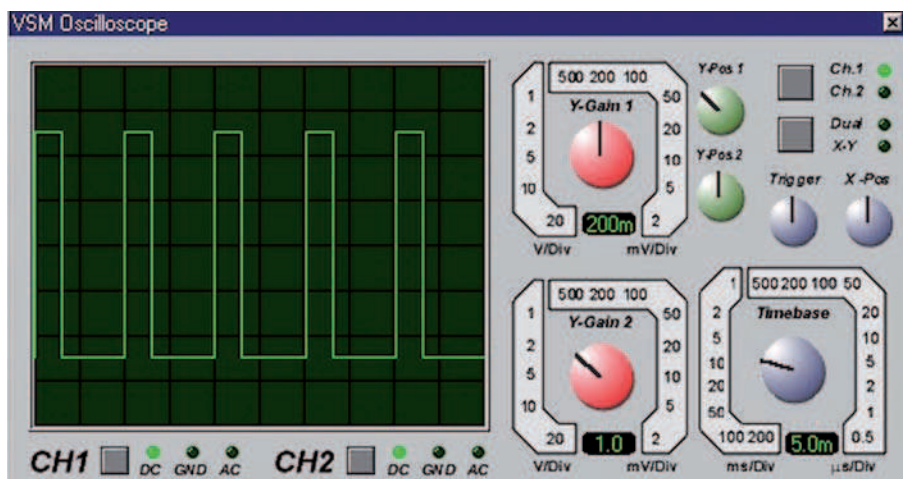 VSM Oscilloscope
500 200 100
1
50
Y-Gain 1
2
20
5
10
10
5
20
200m
2
V/Div
mV/Div
Y-Pos 1
Y-Pos 2
Ch.1
Ch.2
Dual
X-Y
Trigger
X-Pos
500 200 100
1
50
Y-Gain 2
2
20
5
10
10
5
20
1.0
2
V/Div
mV/Div
1
500 200 100 50
2
Timebase
20
5
10
10
5
20
2
50
1
100 200
5.0m
0.5
ms/Div
µs/Div
CH1
DC
GND
AC
CH2
DC
GND
AC